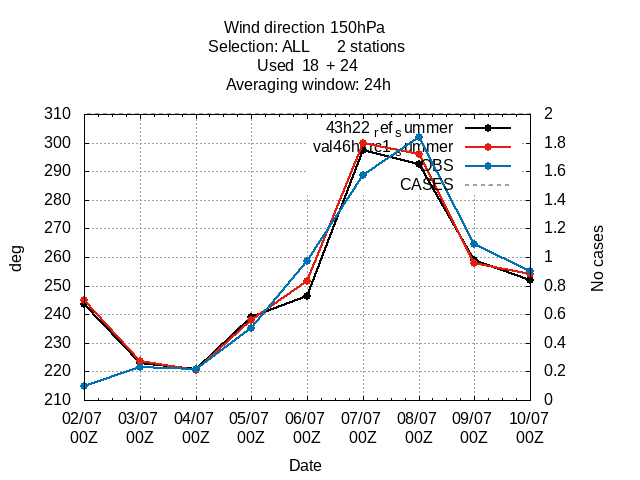 Wind direction 150hPa
Selection: ALL 2 stations
Used 18 + 24
Averaging window: 24h
310 2
43h22 ref summer
300 1.8
290 1.6
OBS
280 1.4
CASES
270 1.2
260 1
250 0.8
240 0.6
230 0.4
220 0.2
210 0
deg
No cases
02/07 03/07 04/07 05/07 06/07 07/07 08/07 09/07 10/07
00Z 00Z 00Z 00Z 00Z 00Z 00Z 00Z 00Z
Date